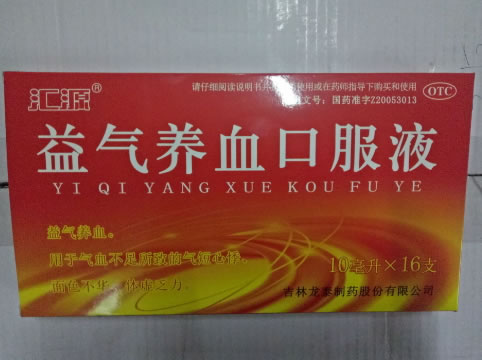 汇源®
请仔细阅读说明书并 使用或在药师指导下购买和使用
文号：国药准字Z20053013
OTC
益气养血口服液
YI QI YANG XUE KOU FU YE
益气养血。
用于气血不足所致的气短心悸、
面色不华、体虚乏力。
10毫升×16支
吉林龙泰制药股份有限公司